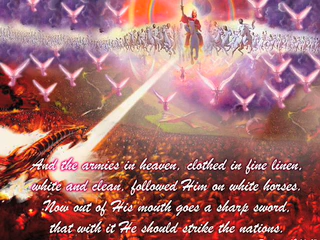 And the armies in heaven, clothed in fine linen,
white and clean, followed Him on white horses.
Now out of His mouth goes a sharp sword,
that with it He should strike the nations.